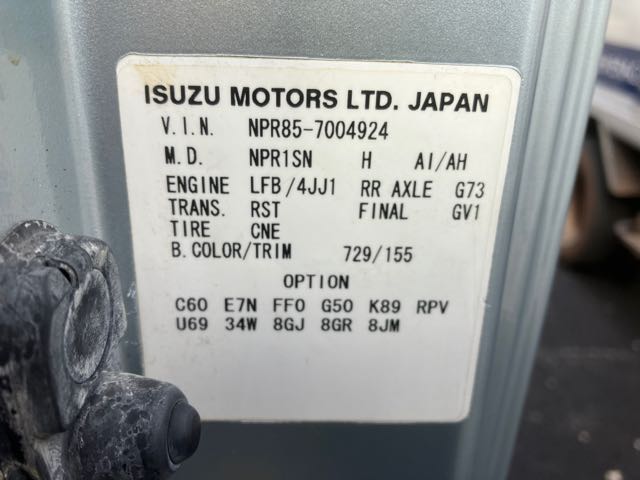 ISUZU MOTORS LTD. JAPAN
V.I.N. NPR85-7004924
M.D. NPR1SN H AI/AH
ENGINE LFB/4JJ1 RR AXLE G73
TRANS. RST FINAL GV1
TIRE CNE
B.COLOR/TRIM 729/155
OPTION
C60 E7N FF0 G50 K89 RPV
U69 34W 8GJ 8GR 8JM